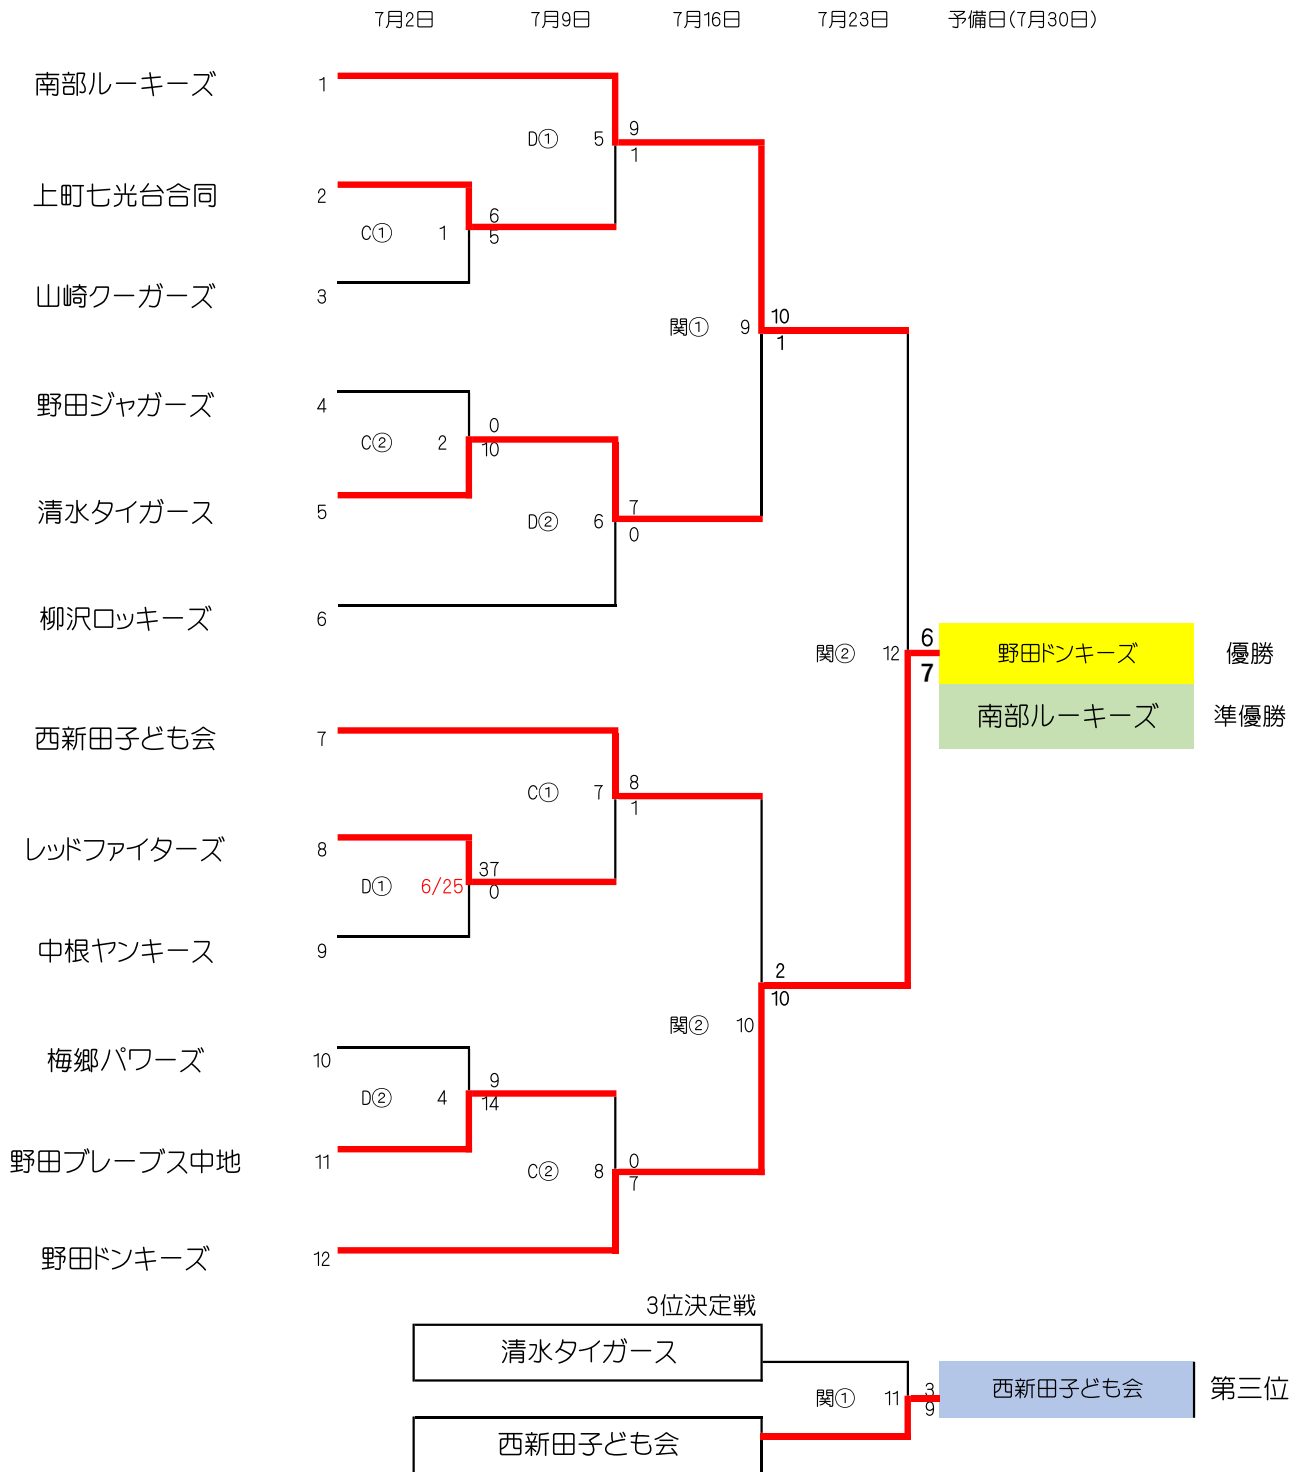 7月2日 7月9日 7月16日 7月23日 予備日(7月30日)
南部ルーキーズ 1
9
D① 5
1
上町七光台合同 2
6
C① 1
5
山崎クーガーズ 3
10
関① 9
1
野田ジャガーズ 4
0
C② 2
10
清水タイガース 5
7
D② 6
0
柳沢ロッキーズ 6
6
関② 12 野田ドンキーズ 優勝
7
南部ルーキーズ 準優勝
西新田子ども会 7
8
C① 7
1
レッドファイターズ 8
37
D① 6/25
0
中根ヤンキース 9
2
10
関② 10
梅郷パワーズ 10
9
D② 4
14
野田ブレーブス中地 11
0
C② 8
7
野田ドンキーズ 12
3位決定戦
清水タイガース
3
関① 11 西新田子ども会 第三位
9
西新田子ども会